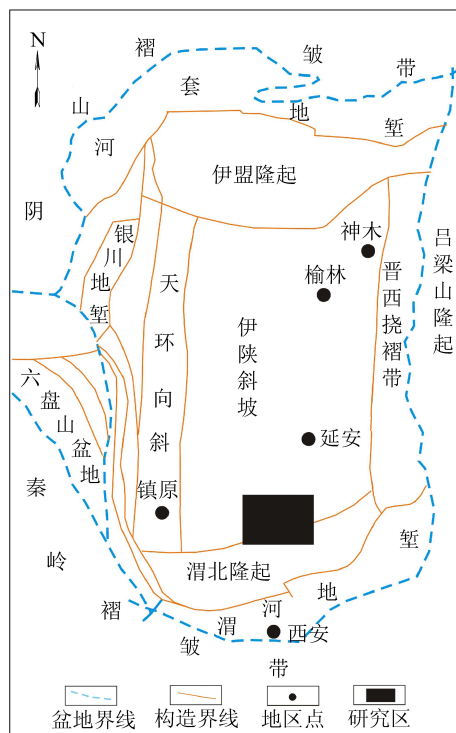 N
阴山褶皱带
河套地堑
伊盟隆起
银川地堑
天环向斜
伊陕斜坡
神木
榆林
晋西挠褶带
吕梁山隆起
六盘山盆地
延安
镇原
秦岭褶皱带
渭北隆起
渭河地堑
西安
盆地界线
构造界线
地区点
研究区